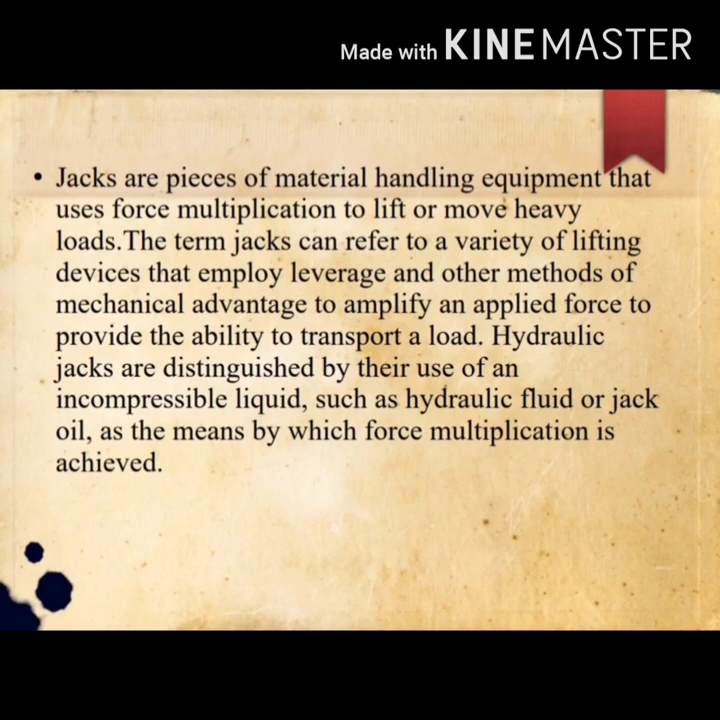 Made with KINEMASTER
• Jacks are pieces of material handling equipment that
uses force multiplication to lift or move heavy
loads.The term jacks can refer to a variety of lifting
devices that employ leverage and other methods of
mechanical advantage to amplify an applied force to
provide the ability to transport a load. Hydraulic
jacks are distinguished by their use of an
incompressible liquid, such as hydraulic fluid or jack
oil, as the means by which force multiplication is
achieved.